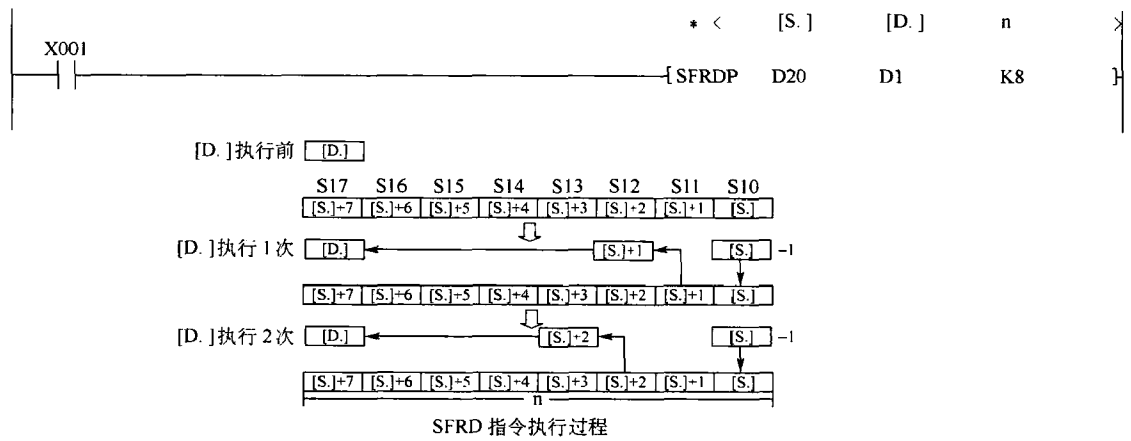 * < [S. ] [D. ] n >
X001
[ SFRDP D20 D1 K8 ]
[D. ]执行前 [D.]
S17 S16 S15 S14 S13 S12 S11 S10
[S.]+7 [S.]+6 [S.]+5 [S.]+4 [S.]+3 [S.]+2 [S.]+1 [S.]
[D. ]执行1次 [D.] [S.]+1 [S.] -1
[S.]+7 [S.]+6 [S.]+5 [S.]+4 [S.]+3 [S.]+2 [S.]+1 [S.]
[D. ]执行2次 [D.] [S.]+2 [S.] -1
[S.]+7 [S.]+6 [S.]+5 [S.]+4 [S.]+3 [S.]+2 [S.]+1 [S.]
n
SFRD 指令执行过程